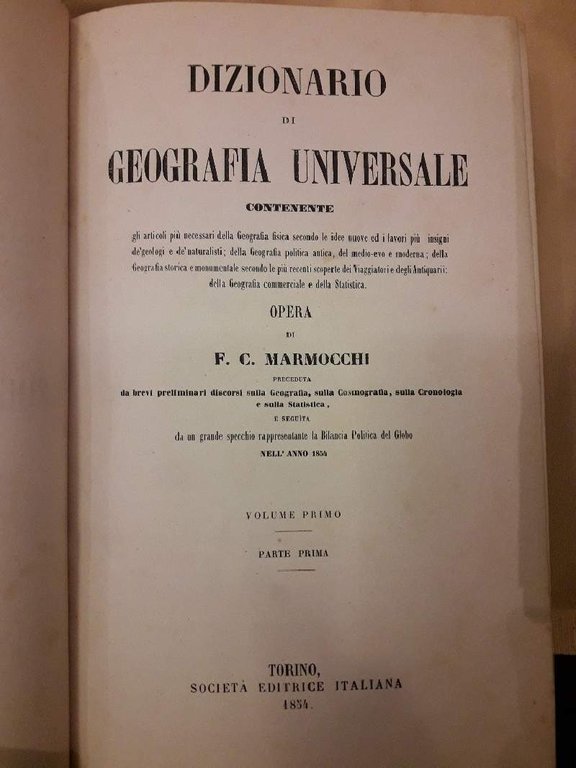 DIZIONARIO
DI
GEOGRAFIA UNIVERSALE
CONTENENTE
gli articoli più necessari della Geografia fisica secondo le idee nuove ed i lavori più insigni
de'geologi e de'naturalisti; della Geografia politica antica, del medio-evo e moderna; della
Geografia storica e monumentale secondo le più recenti scoperte dei Viaggiatori e degli Antiquarii:
della Geografia commerciale e della Statistica.
OPERA
DI
F. C. MARMOCCHI
PRECEDUTA
da brevi preliminari discorsi sulla Geografia, sulla Cosmografia, sulla Cronologia
e sulla Statistica,
E SEGUÌTA
da un grande specchio rappresentante la Bilancia Politica del Globo
NELL'ANNO 1854
VOLUME PRIMO
PARTE PRIMA
TORINO,
SOCIETÀ EDITRICE ITALIANA
1854.